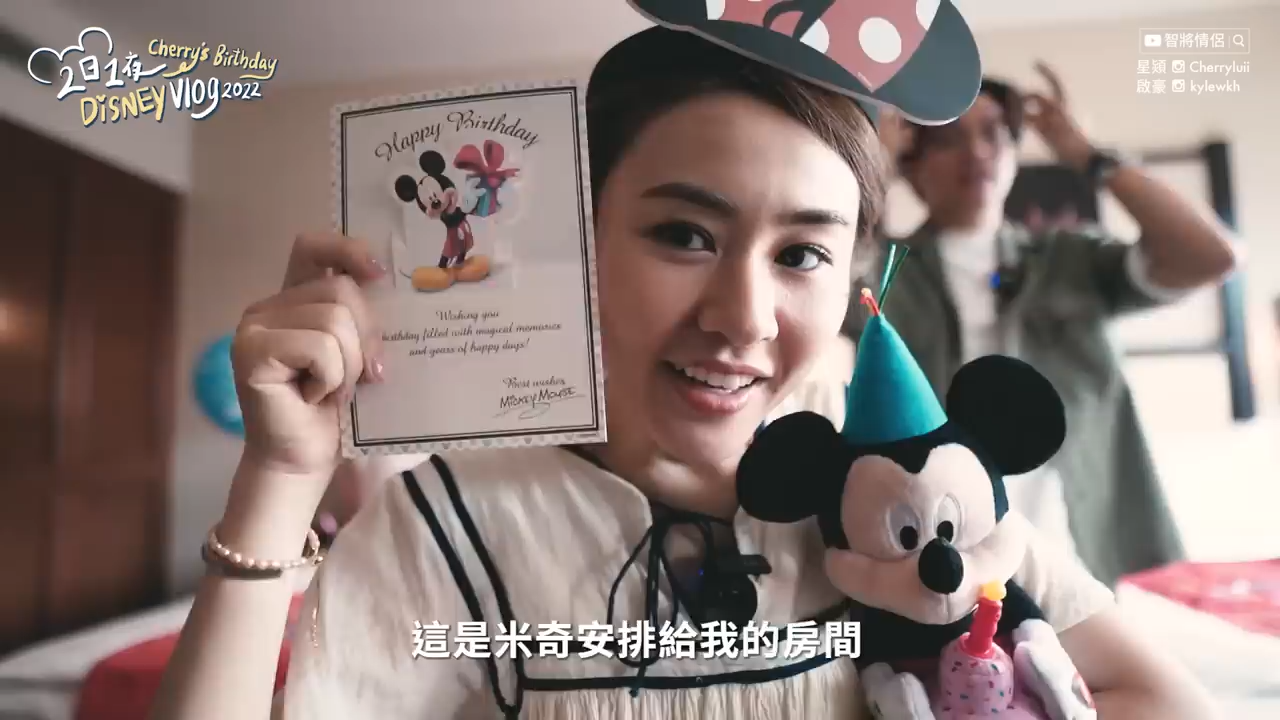 2日1夜
Cherry's Birthday
DISNEY Vlog 2022
智將情侶
星熲 Cherryluii
啟豪 kylewkh
Happy Birthday
Wishing you
birthday filled with magical memories
and years of happy days!
Best wishes
Mickey Mouse
這是米奇安排給我的房間